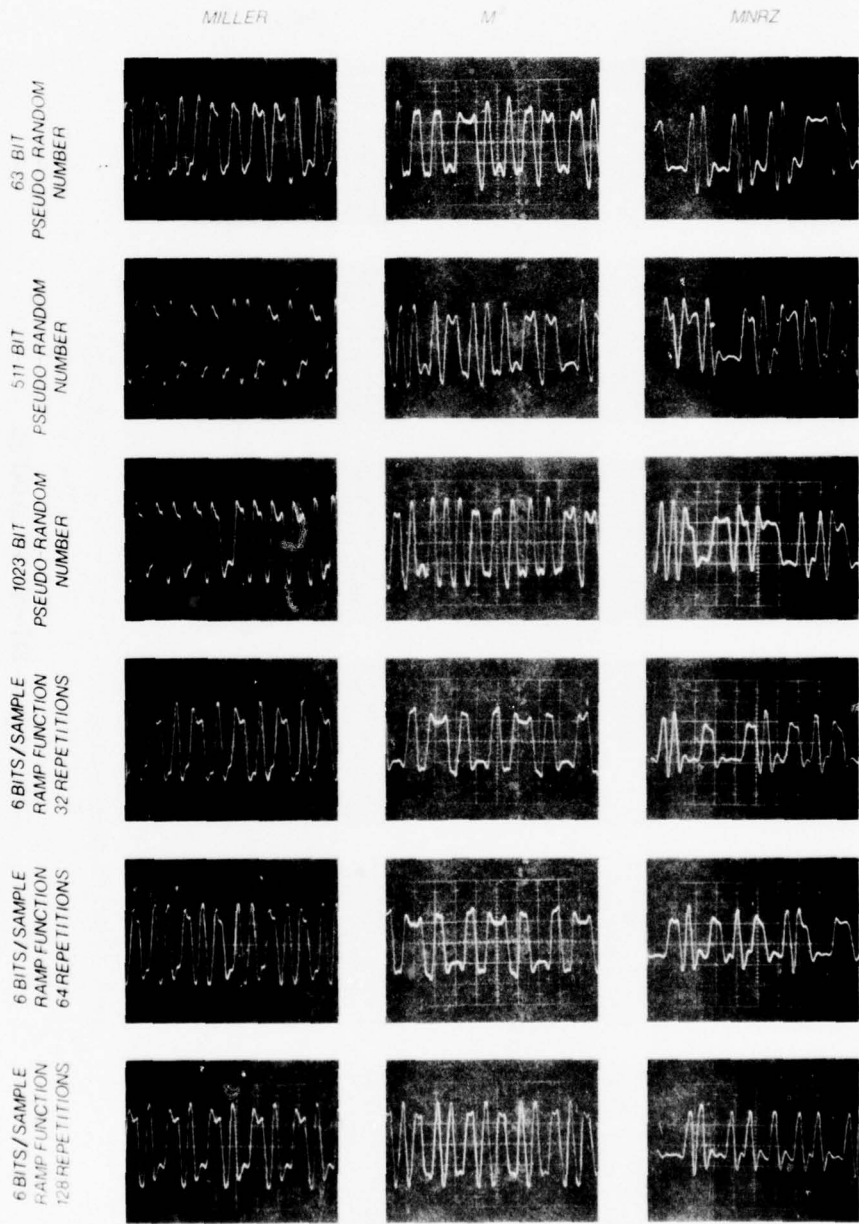 MILLER
M
MNRZ
63 BIT
PSEUDO RANDOM
NUMBER
511 BIT
PSEUDO RANDOM
NUMBER
1023 BIT
PSEUDO RANDOM
NUMBER
6 BITS/SAMPLE
RAMP FUNCTION
32 REPETITIONS
6 BITS/SAMPLE
RAMP FUNCTION
64 REPETITIONS
6 BITS/SAMPLE
RAMP FUNCTION
128 REPETITIONS